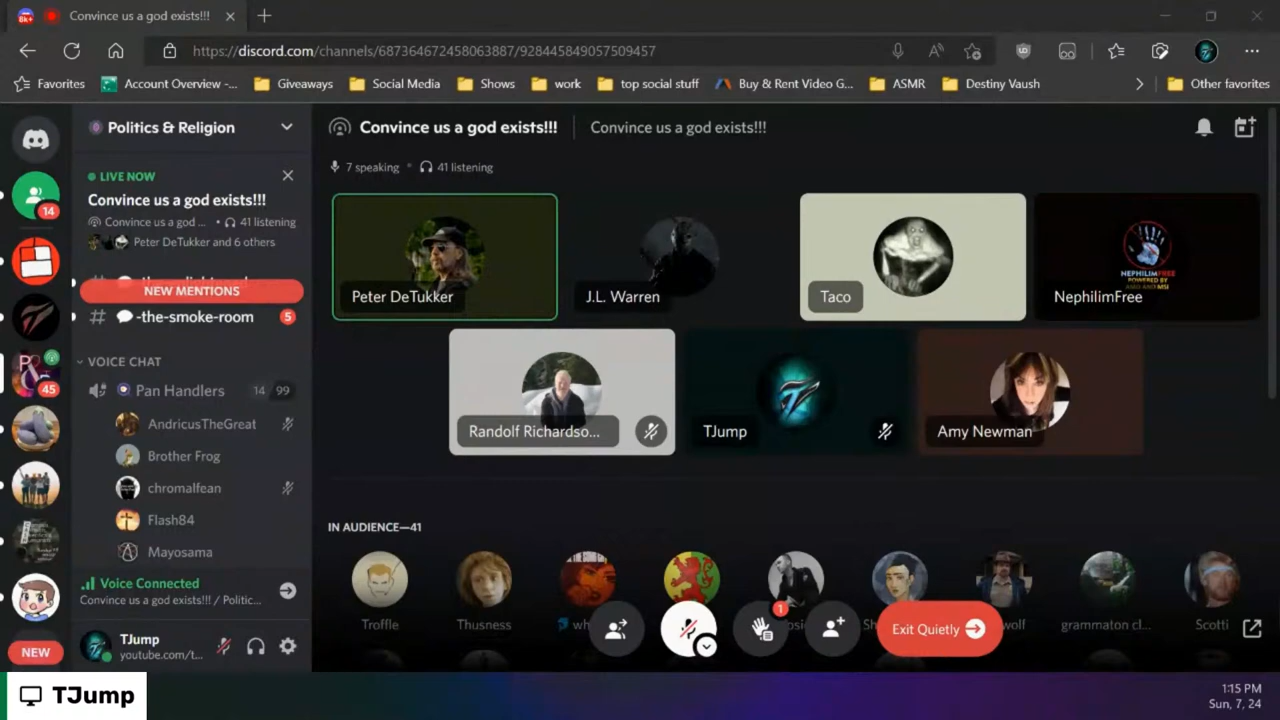 8k+
Convince us a god exists!!!
https://discord.com/channels/687364672458063887/928445849057509457
Favorites
Account Overview -...
Giveaways
Social Media
Shows
work
top social stuff
Buy & Rent Video G...
ASMR
Destiny Vaush
Other favorites
Politics & Religion
Convince us a god exists!!!
Convince us a god exists!!!
7 speaking
41 listening
LIVE NOW
Convince us a god exists!!!
Convince us a god ...
41 listening
Peter DeTukker and 6 others
NEW MENTIONS
-the-smoke-room
5
VOICE CHAT
Pan Handlers
14 99
AndricusTheGreat
Brother Frog
chromalfean
Flash84
Mayosama
Voice Connected
Convince us a god exists!!! / Politic...
TJump
youtube.com/t...
14
45
NEW
Peter DeTukker
J.L. Warren
Taco
NEPHILIMFREE
POWERED BY
NephilimFree
Randolf Richardso...
TJump
Amy Newman
IN AUDIENCE—41
Troffle
Thusness
grammaton cl...
Scotti
1
Exit Quietly
TJump
1:15 PM
Sun, 7, 24